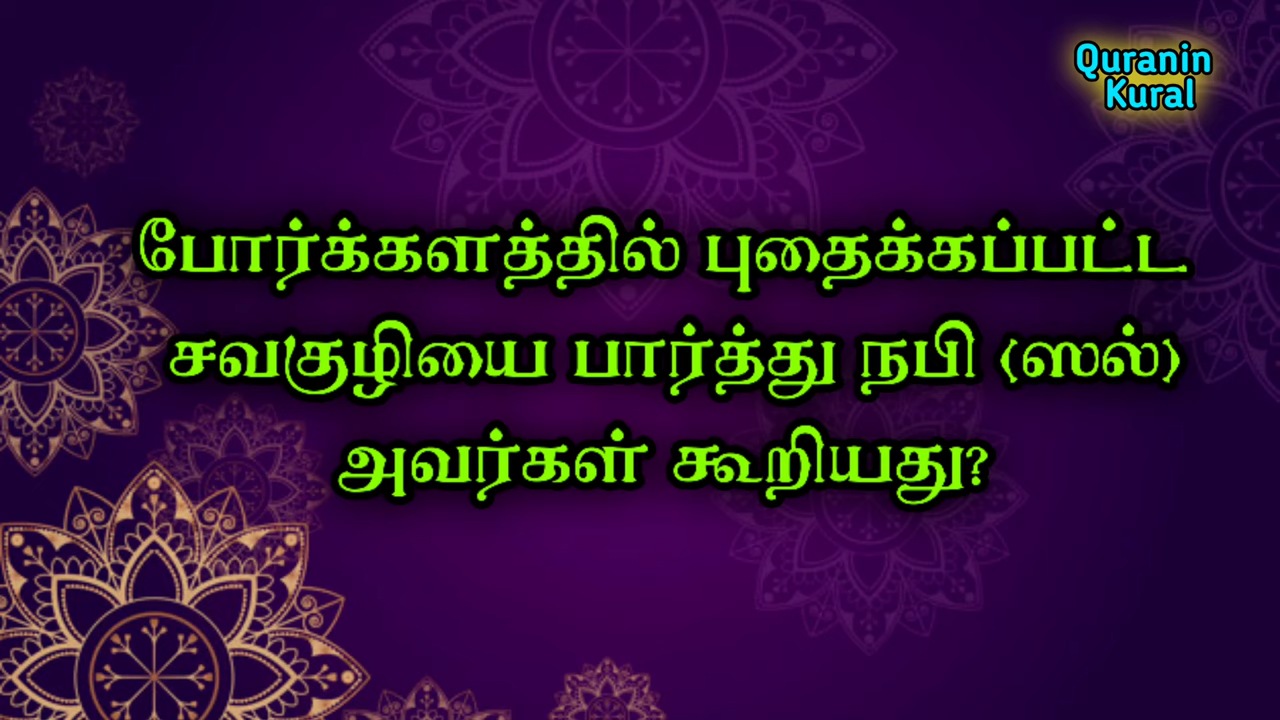 Quranin
Kural
போர்க்களத்தில் புதைக்கப்பட்ட
சவகுழியை பார்த்து நபி (ஸல்)
அவர்கள் கூறியது?